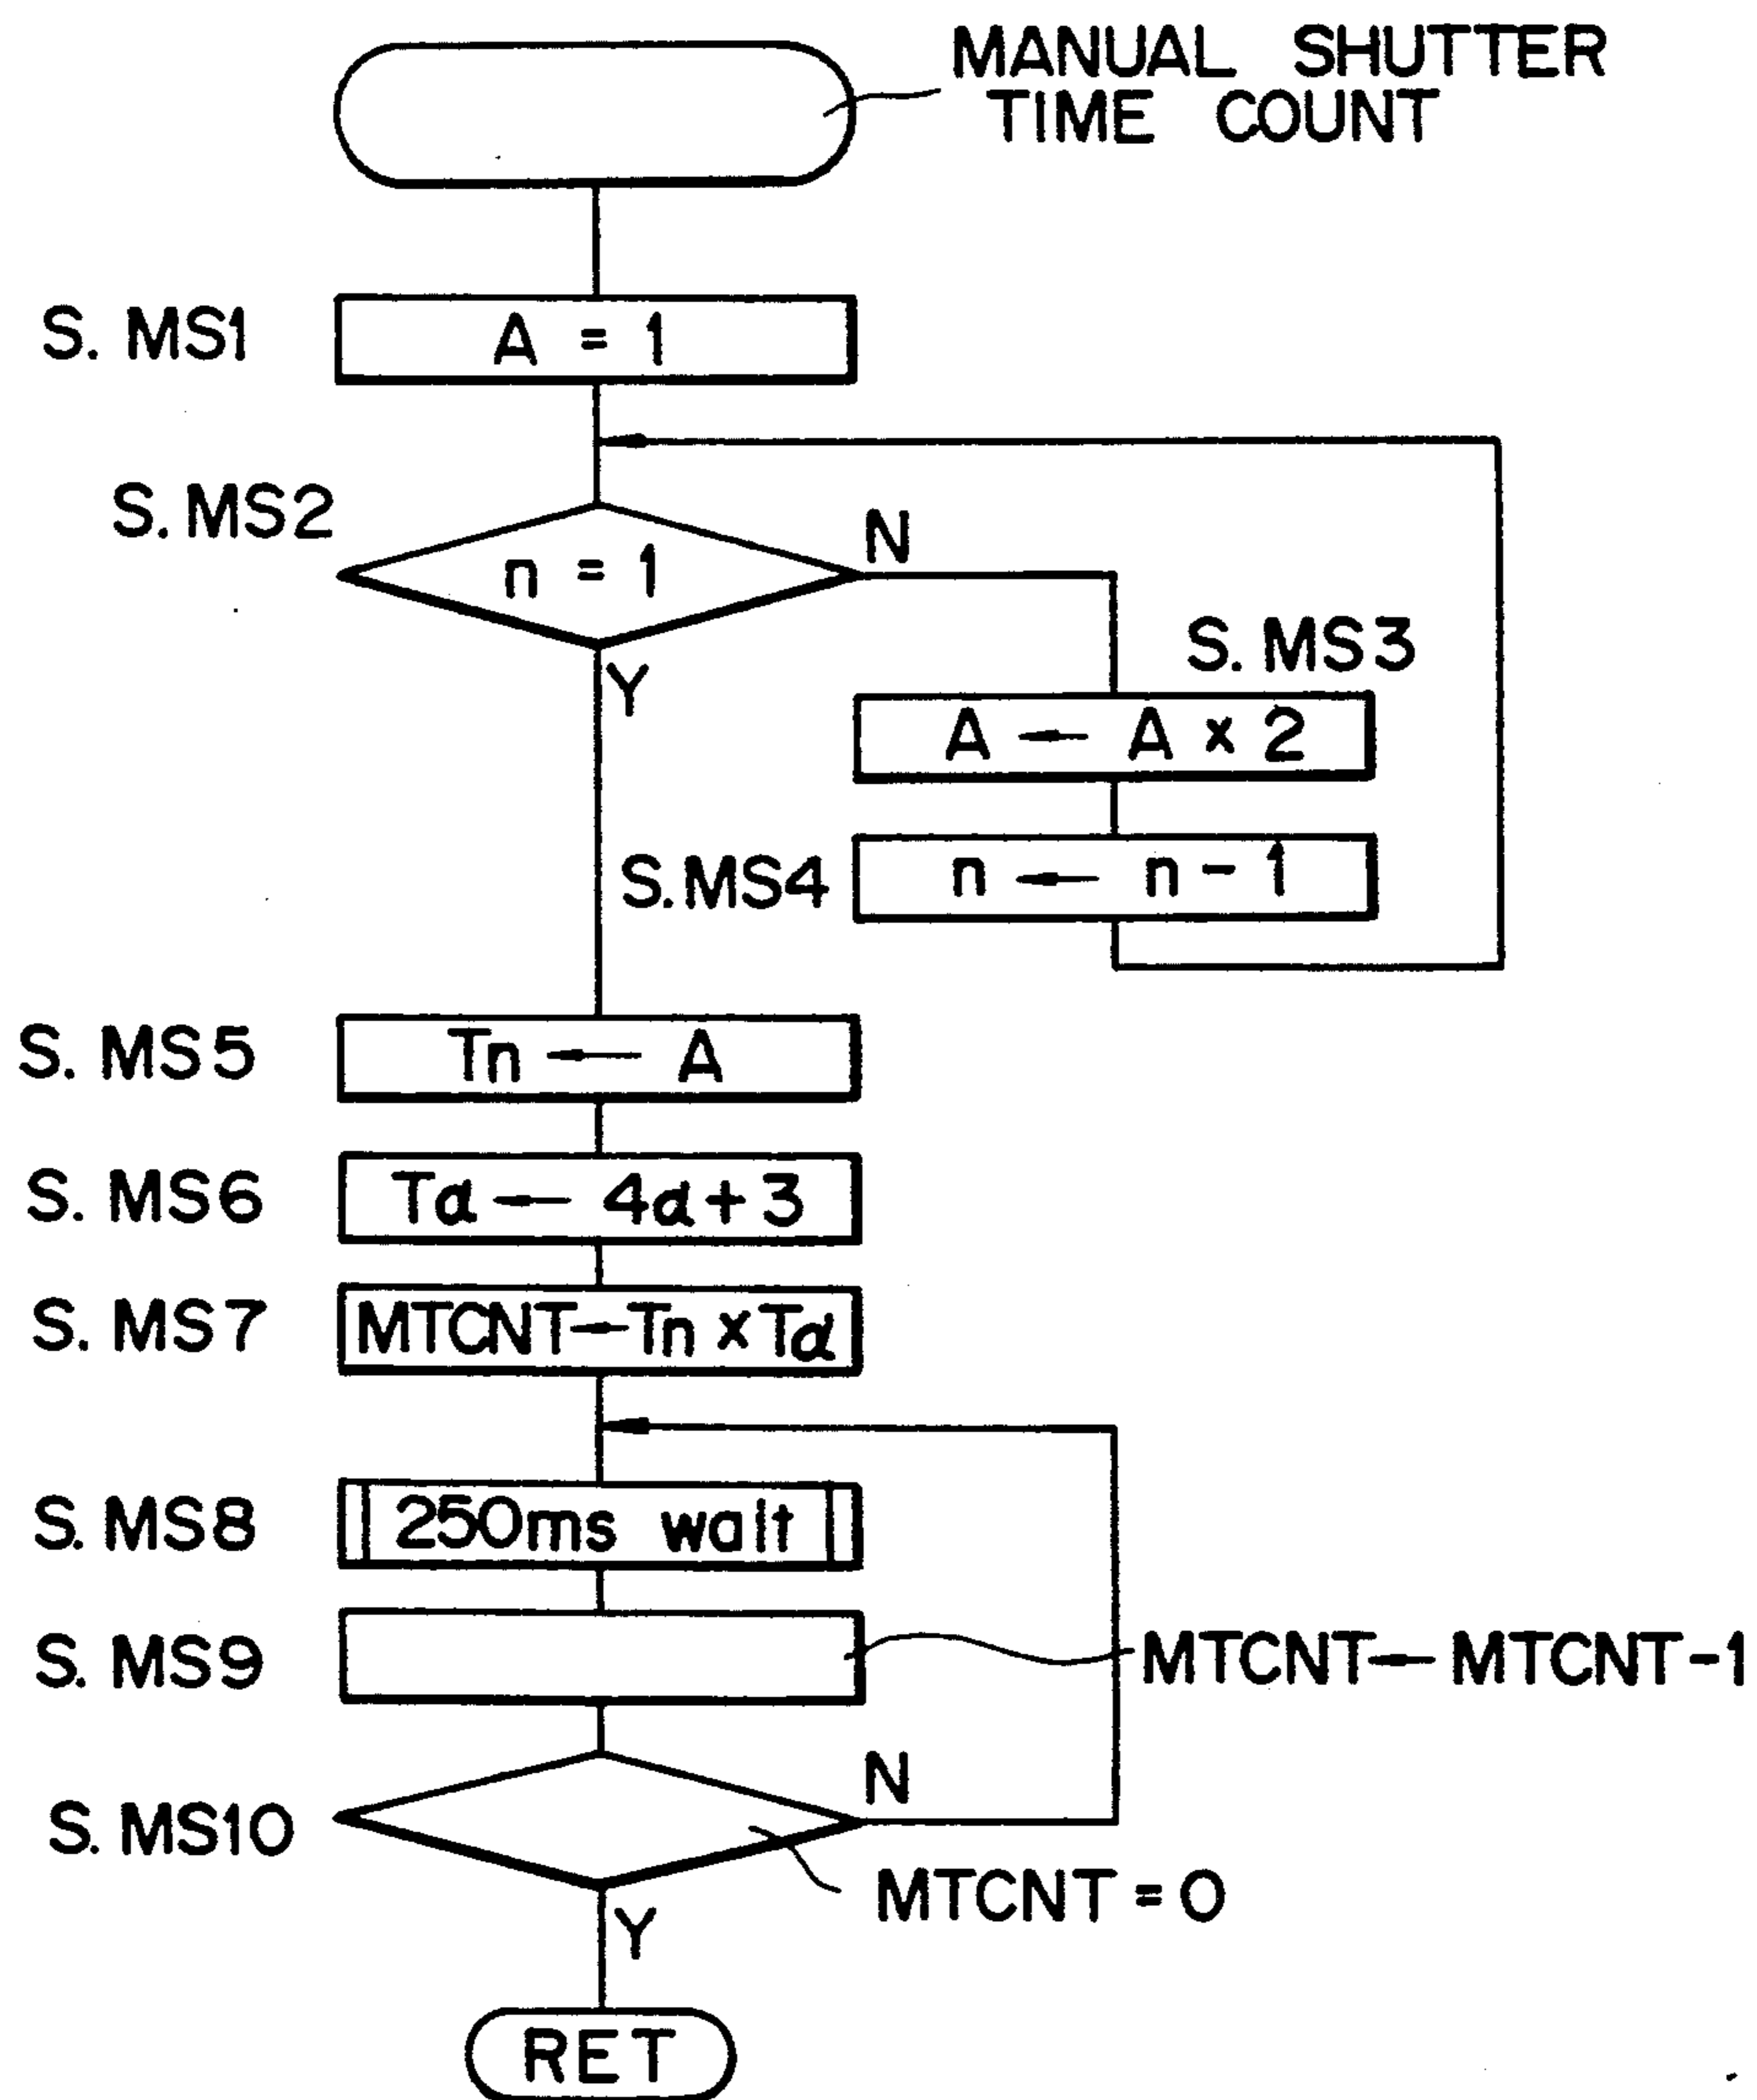 MANUAL SHUTTER
TIME COUNT
S. MS1
A = 1
S. MS2
n = 1
N
Y
S. MS3
A ← A × 2
S. MS4
n ← n - 1
S. MS5
Tn ← A
S. MS6
Tα ← 4α+3
S. MS7
MTCNT←Tn ×Tα
S. MS8
250ms wait
S. MS9
MTCNT← MTCNT-1
S. MS10
N
MTCNT = 0
Y
RET